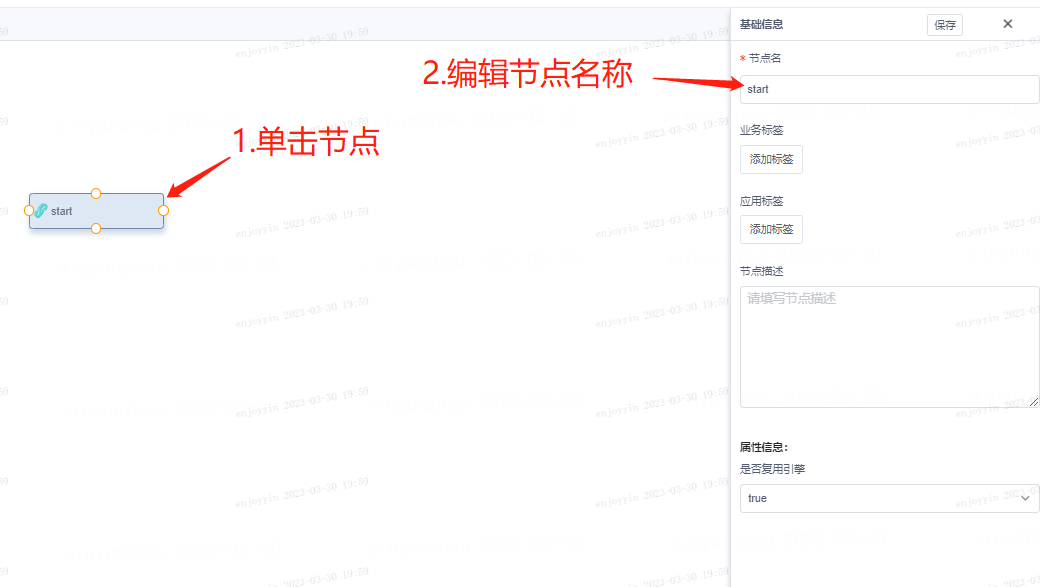 基础信息
保存
* 节点名
2.编辑节点名称
start
业务标签
添加标签
1.单击节点
应用标签
添加标签
start
节点描述
请填写节点描述
属性信息:
是否复用引擎
true
enjoyyin 2023-03-30 19:59